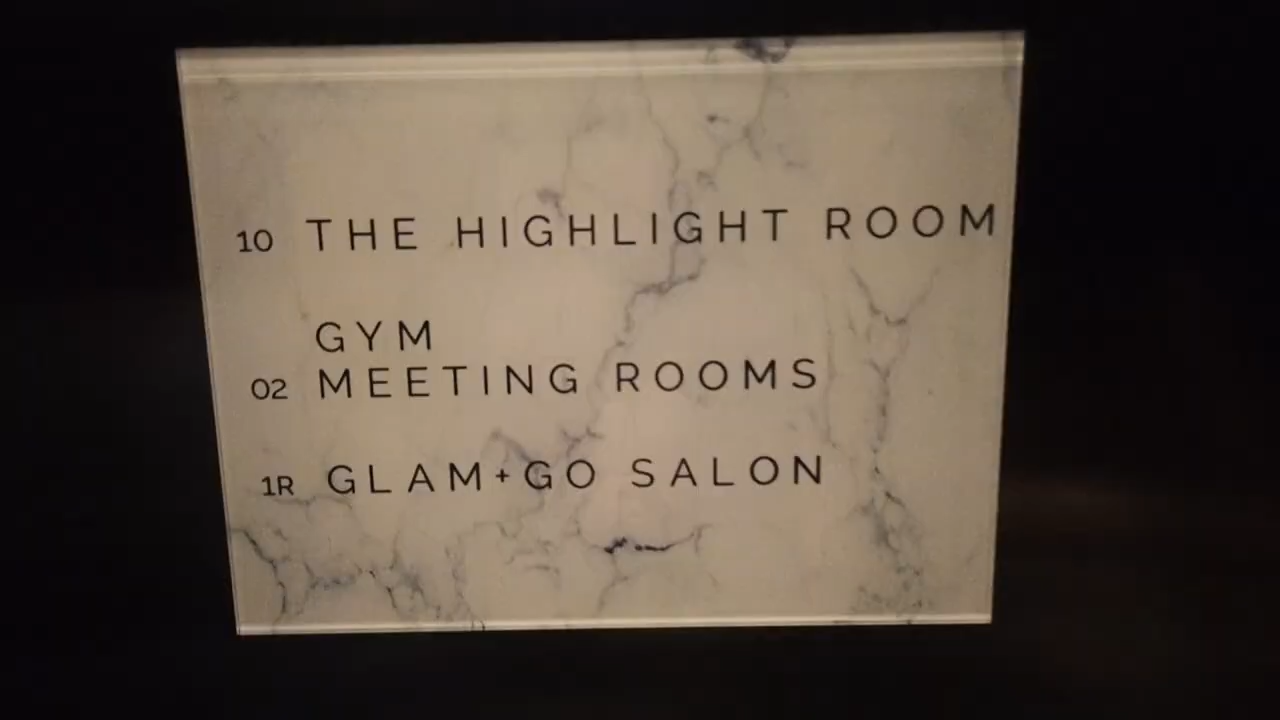 10 THE HIGHLIGHT ROOM
GYM
02 MEETING ROOMS
1R GLAM+GO SALON